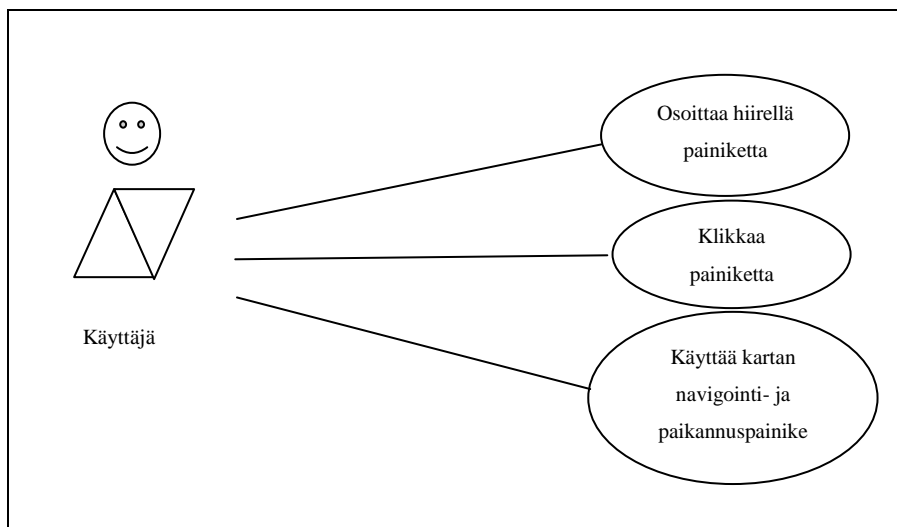 Osoittaa hiirellä
painiketta
Klikkaa
painiketta
Käyttäjä
Käyttää kartan
navigointi- ja
paikannuspainike